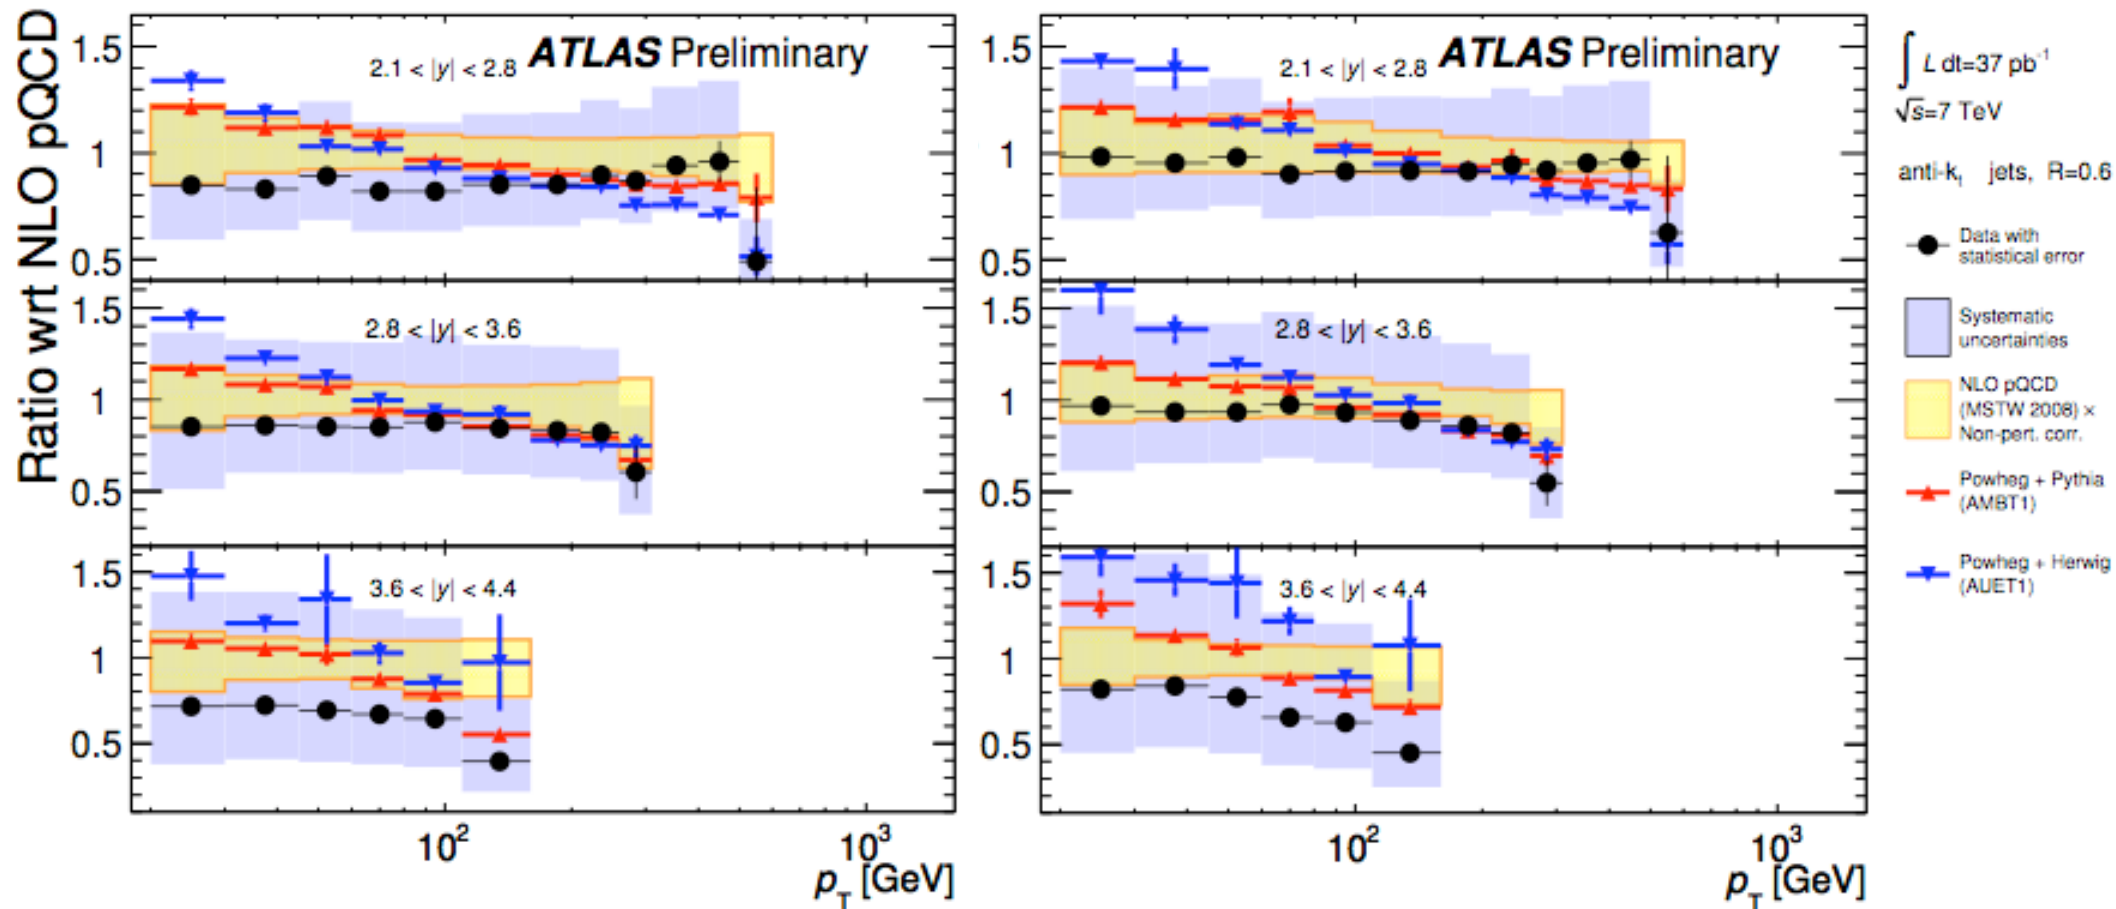 Ratio wrt NLO pQCD
ATLAS Preliminary
2.1 < |y| < 2.8
1.5
1
0.5
2.8 < |y| < 3.6
1.5
1
0.5
3.6 < |y| < 4.4
1.5
1
0.5
10²
10³
p_T [GeV]
ATLAS Preliminary
2.1 < |y| < 2.8
1.5
1
0.5
2.8 < |y| < 3.6
1.5
1
0.5
3.6 < |y| < 4.4
1.5
1
0.5
10²
10³
p_T [GeV]
∫ L dt=37 pb⁻¹
√s=7 TeV
anti-k_t jets, R=0.6
Data with
statistical error
Systematic
uncertainties
NLO pQCD
(MSTW 2008) ×
Non-pert. corr.
Powheg + Pythia
(AMBT1)
Powheg + Herwig
(AUET1)